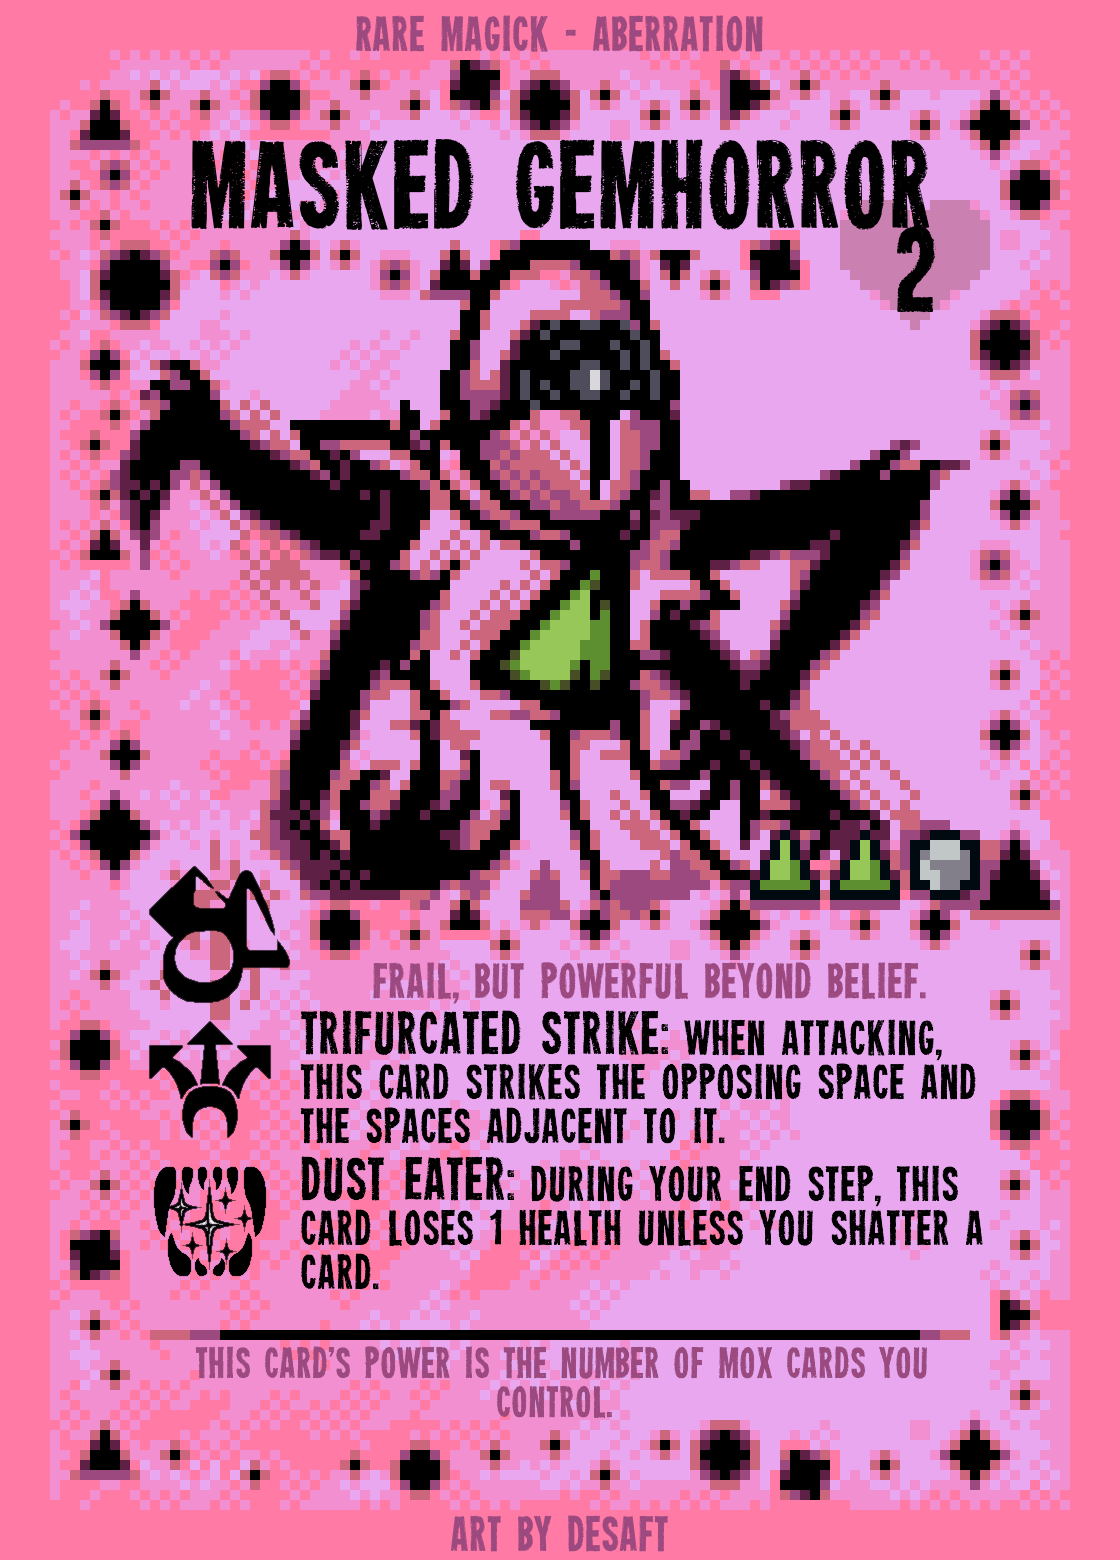 RARE MAGICK - ABERRATION
MASKED GEMHORROR
2
FRAIL, BUT POWERFUL BEYOND BELIEF.
TRIFURCATED STRIKE: WHEN ATTACKING,
THIS CARD STRIKES THE OPPOSING SPACE AND
THE SPACES ADJACENT TO IT.
DUST EATER: DURING YOUR END STEP, THIS
CARD LOSES 1 HEALTH UNLESS YOU SHATTER A
CARD.
THIS CARD'S POWER IS THE NUMBER OF MOX CARDS YOU
CONTROL.
ART BY DESAFT